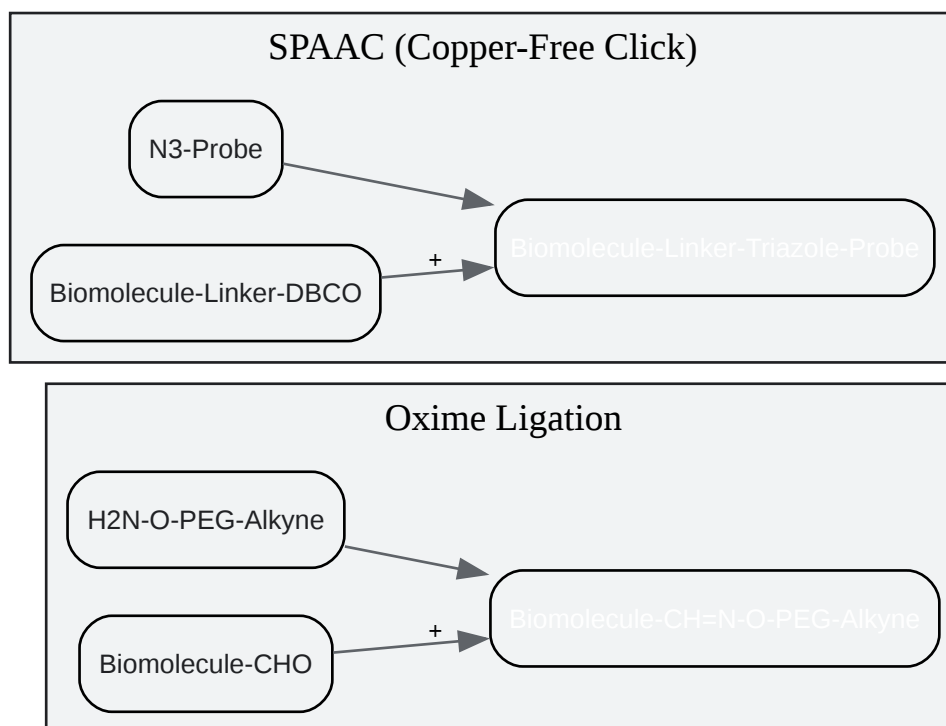 SPAAC (Copper-Free Click)
N3-Probe
Biomolecule-Linker-DBCO
+
Biomolecule-Linker-Triazole-Probe
Oxime Ligation
H2N-O-PEG-Alkyne
Biomolecule-CHO
+
Biomolecule-CH=N-O-PEG-Alkyne